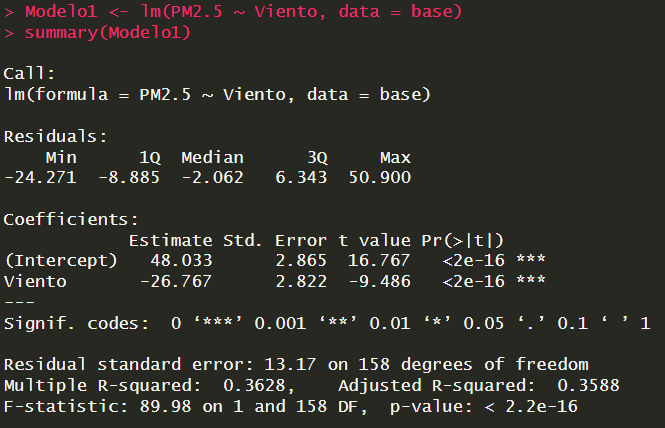 > Modelo1 <- lm(PM2.5 ~ Viento, data = base)
> summary(Modelo1)

Call:
lm(formula = PM2.5 ~ Viento, data = base)

Residuals:
    Min      1Q  Median      3Q     Max
-24.271  -8.885  -2.062   6.343  50.900

Coefficients:
            Estimate Std. Error t value Pr(>|t|)
(Intercept)   48.033      2.865  16.767   <2e-16 ***
Viento       -26.767      2.822  -9.486   <2e-16 ***
---
Signif. codes:  0 ‘***’ 0.001 ‘**’ 0.01 ‘*’ 0.05 ‘.’ 0.1 ‘ ’ 1

Residual standard error: 13.17 on 158 degrees of freedom
Multiple R-squared:  0.3628,    Adjusted R-squared:  0.3588
F-statistic: 89.98 on 1 and 158 DF,  p-value: < 2.2e-16